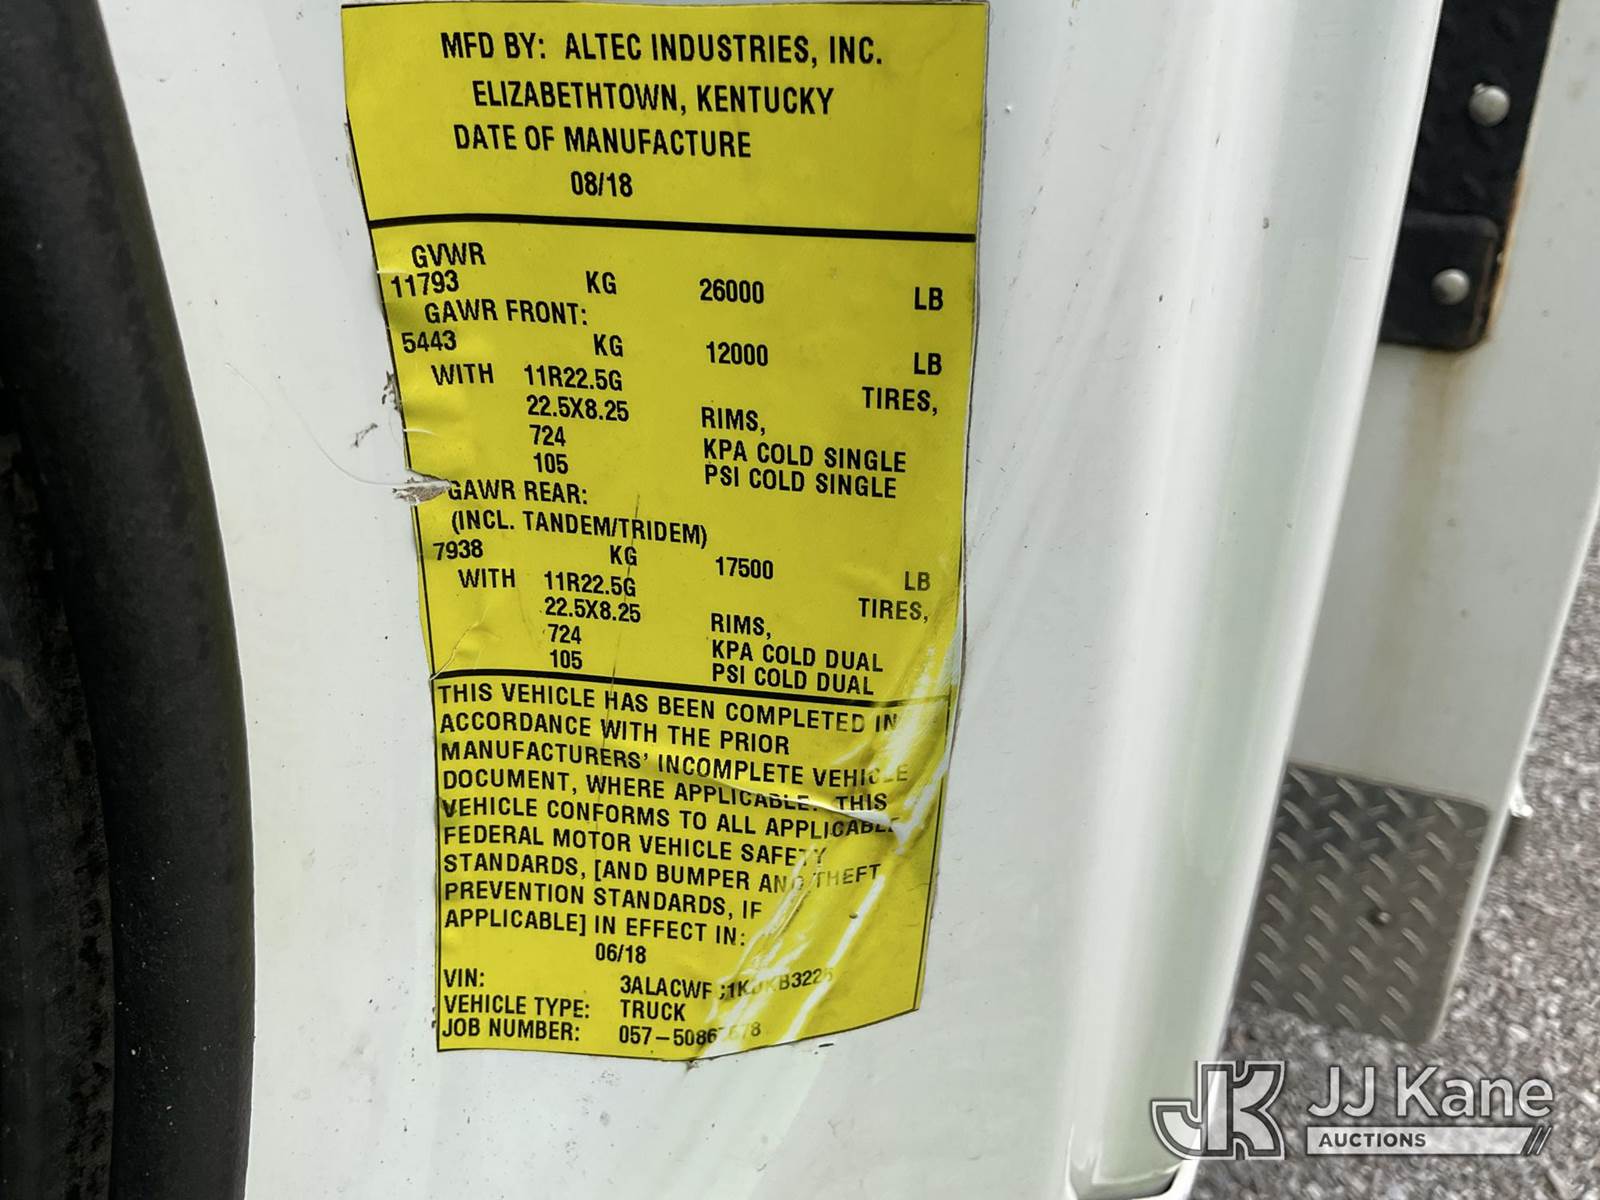 MFD BY: ALTEC INDUSTRIES, INC.
ELIZABETHTOWN, KENTUCKY
DATE OF MANUFACTURE
08/18
GVWR
11793 KG 26000 LB
GAWR FRONT:
5443 KG 12000 LB
WITH 11R22.5G TIRES,
22.5X8.25 RIMS,
724 KPA COLD SINGLE
105 PSI COLD SINGLE
GAWR REAR:
(INCL. TANDEM/TRIDEM)
7938 KG 17500 LB
WITH 11R22.5G TIRES,
22.5X8.25 RIMS,
724 KPA COLD DUAL
105 PSI COLD DUAL
THIS VEHICLE HAS BEEN COMPLETED IN
ACCORDANCE WITH THE PRIOR
MANUFACTURERS' INCOMPLETE VEHICLE
DOCUMENT, WHERE APPLICABLE. THIS
VEHICLE CONFORMS TO ALL APPLICABLE
FEDERAL MOTOR VEHICLE SAFETY
STANDARDS, [AND BUMPER AND THEFT
PREVENTION STANDARDS, IF
APPLICABLE] IN EFFECT IN:
06/18
VIN:
VEHICLE TYPE: TRUCK
JOB NUMBER:
JK JJ Kane
AUCTIONS